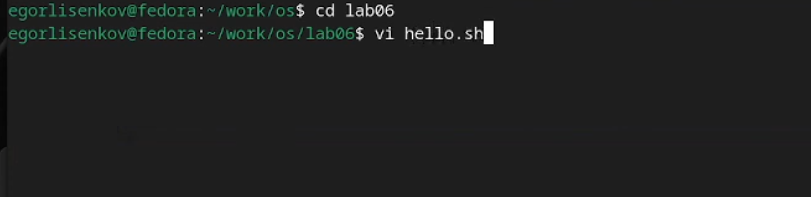 egorlisenkov@fedora:~/work/os$ cd lab06
egorlisenkov@fedora:~/work/os/lab06$ vi hello.sh